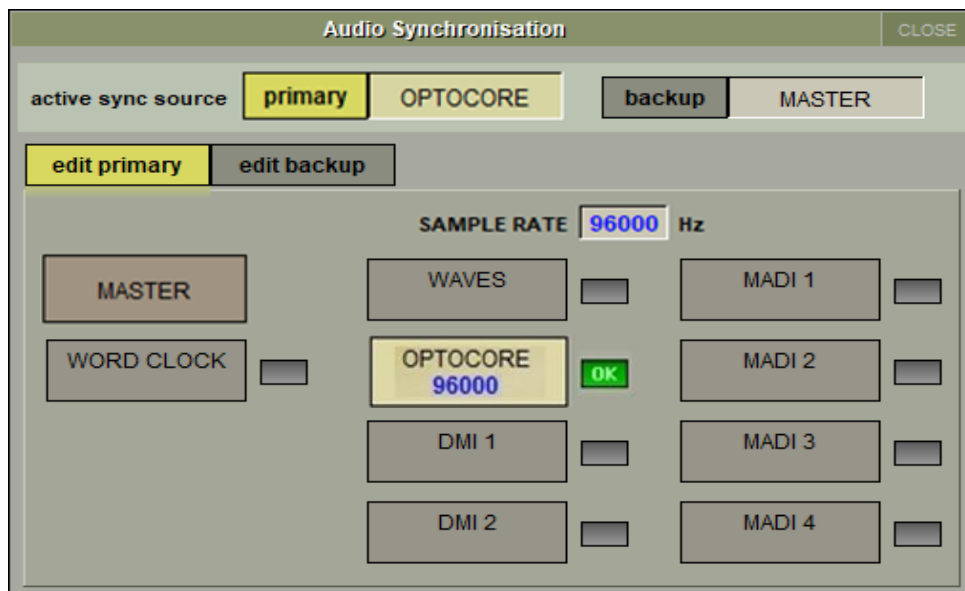 Audio Synchronisation CLOSE
active sync source primary OPTOCORE backup MASTER
edit primary edit backup
SAMPLE RATE 96000 Hz
MASTER WAVES MADI 1
WORD CLOCK OPTOCORE 96000 OK MADI 2
DMI 1 MADI 3
DMI 2 MADI 4